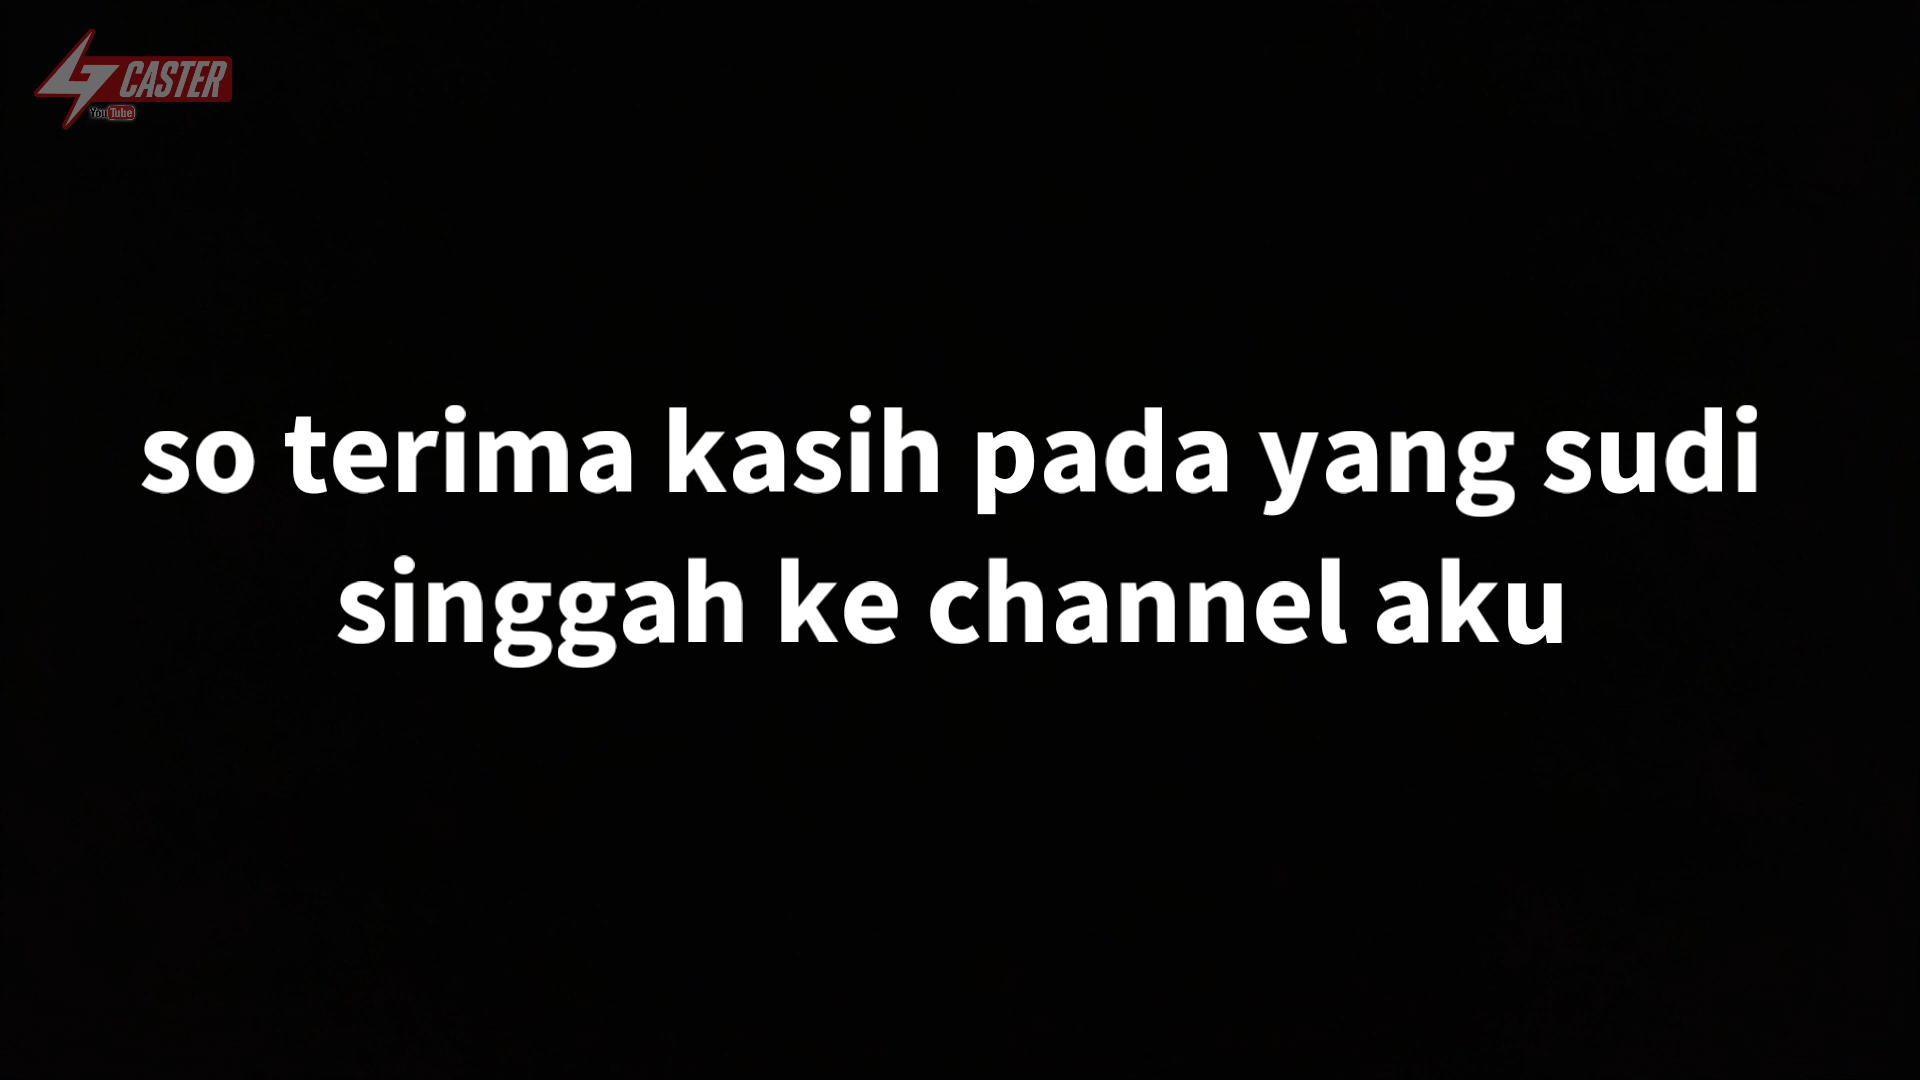 CASTER
YouTube
so terima kasih pada yang sudi
singgah ke channel aku